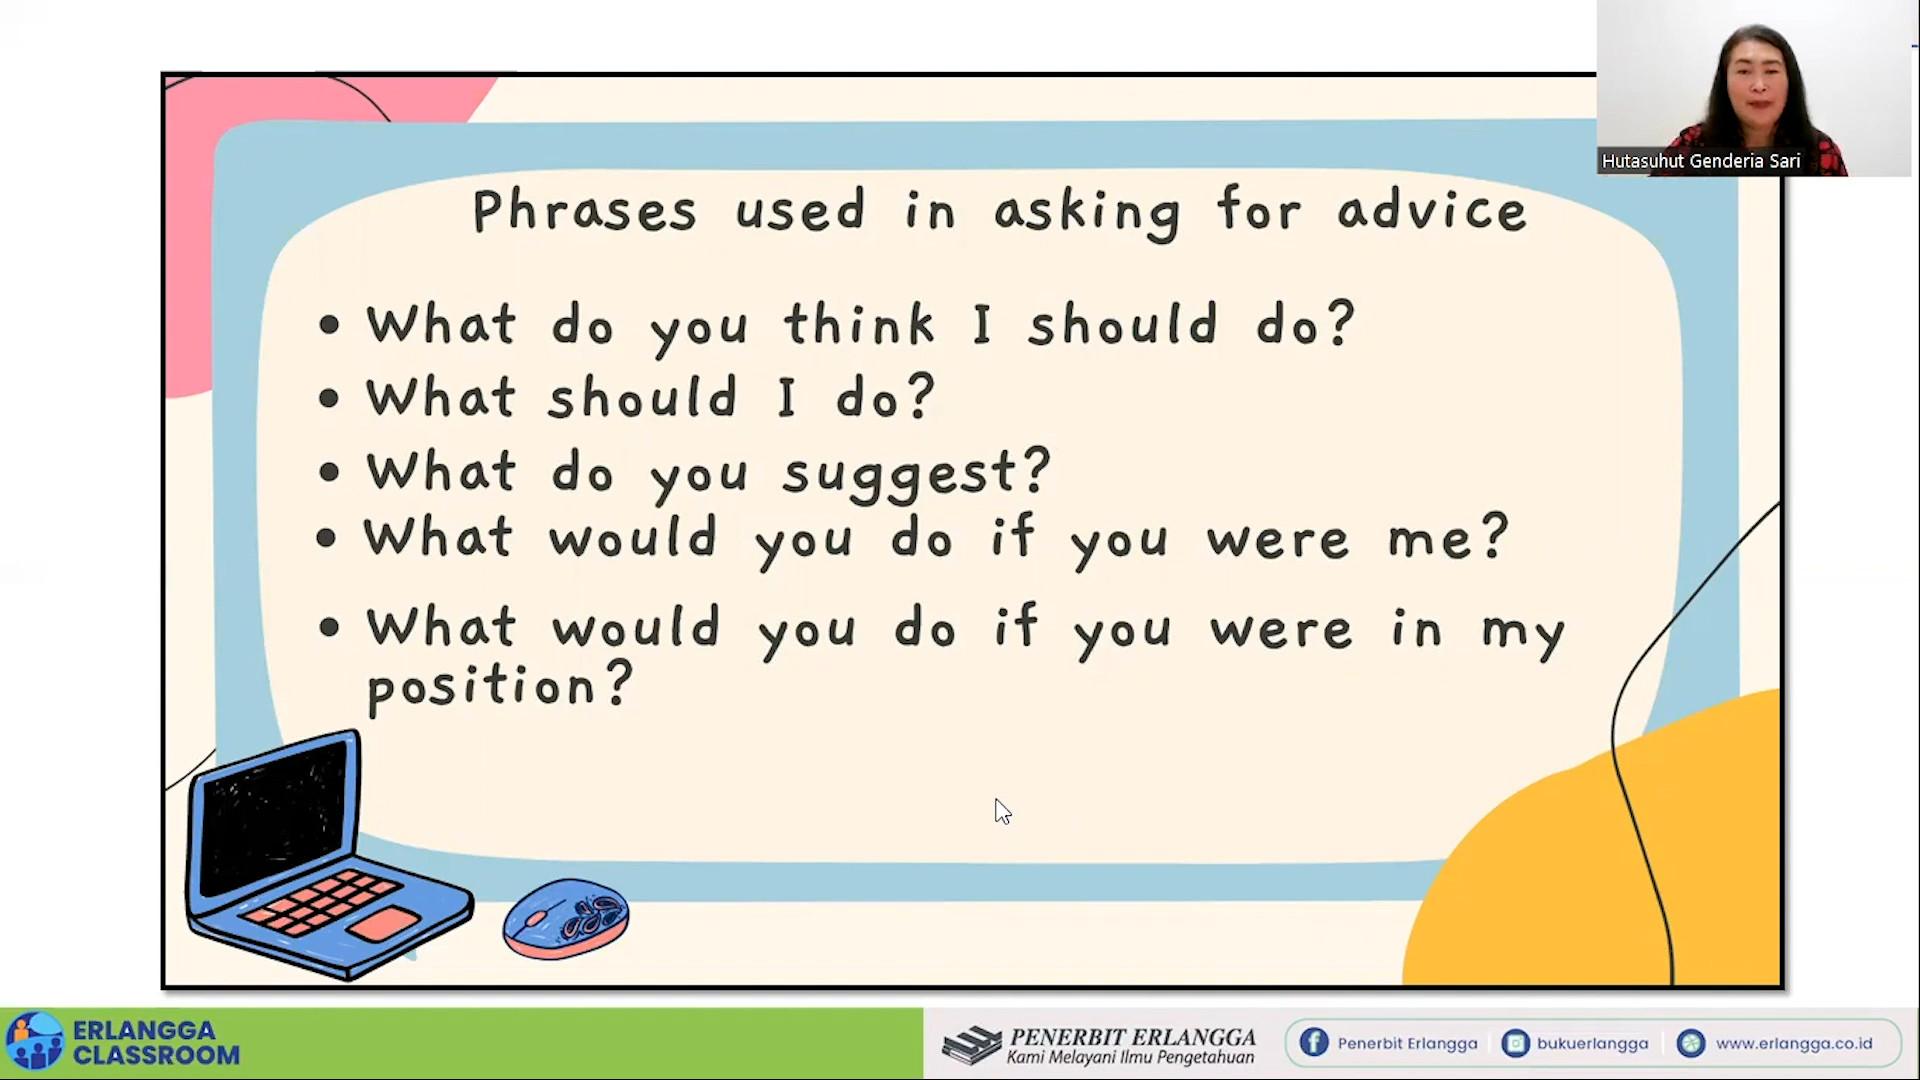 Hutasuhut Genderia Sari
Phrases used in asking for advice
• What do you think I should do?
• What should I do?
• What do you suggest?
• What would you do if you were me?
• What would you do if you were in my
position?
ERLANGGA
CLASSROOM
PENERBIT ERLANGGA
Kami Melayani Ilmu Pengetahuan
Penerbit Erlangga
bukuerlangga
www.erlangga.co.id